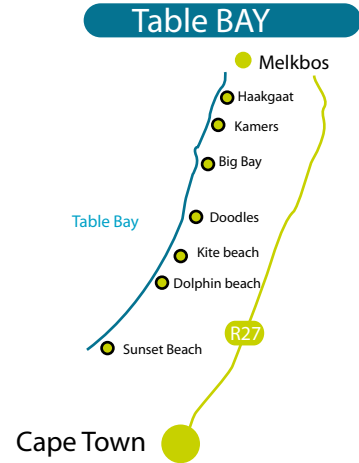 Table BAY
Melkbos
Haakgaat
Kamers
Big Bay
Doodles
Table Bay
Kite beach
Dolphin beach
R27
Sunset Beach
Cape Town